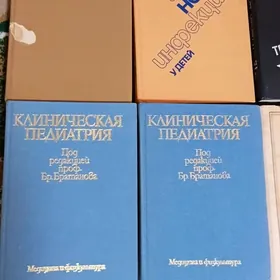 но
инфекции
У ДЕТЕЙ
КЛИНИЧЕСКАЯ
ПЕДИАТРИЯ
Под
редакцией
проф.
Бр. Братанова
Медицина и физкультура
КЛИНИЧЕСКАЯ
ПЕДИАТРИЯ
Под
редакцией
проф.
Бр. Братанова
Медицина и физкультура